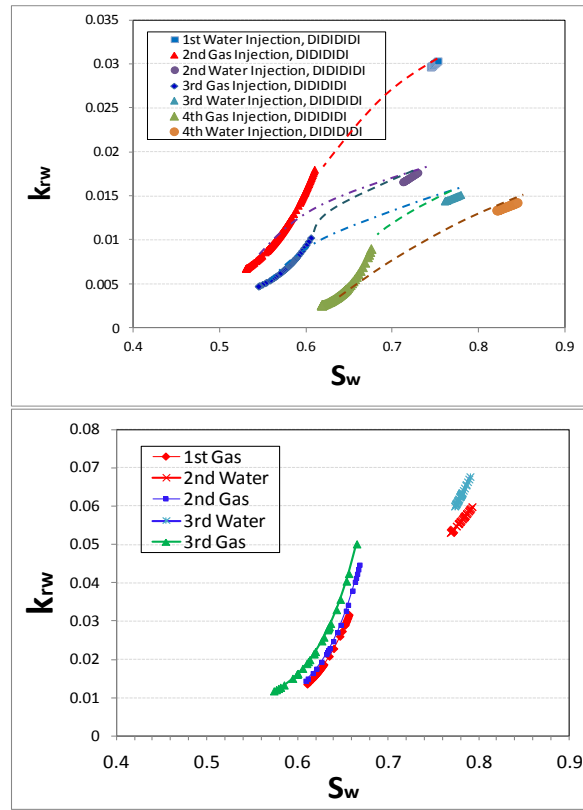 0.035
0.03
0.025
0.02
0.015
0.01
0.005
0
krw
1st Water Injection, DIDIDIDI
2nd Gas Injection, DIDIDIDI
2nd Water Injection, DIDIDIDI
3rd Gas Injection, DIDIDIDI
3rd Water Injection, DIDIDIDI
4th Gas Injection, DIDIDIDI
4th Water Injection, DIDIDIDI
0.4 0.5 0.6 0.7 0.8 0.9
Sw
0.08
0.07
0.06
0.05
0.04
0.03
0.02
0.01
0
krw
1st Gas
2nd Water
2nd Gas
3rd Water
3rd Gas
0.4 0.5 0.6 0.7 0.8 0.9
Sw